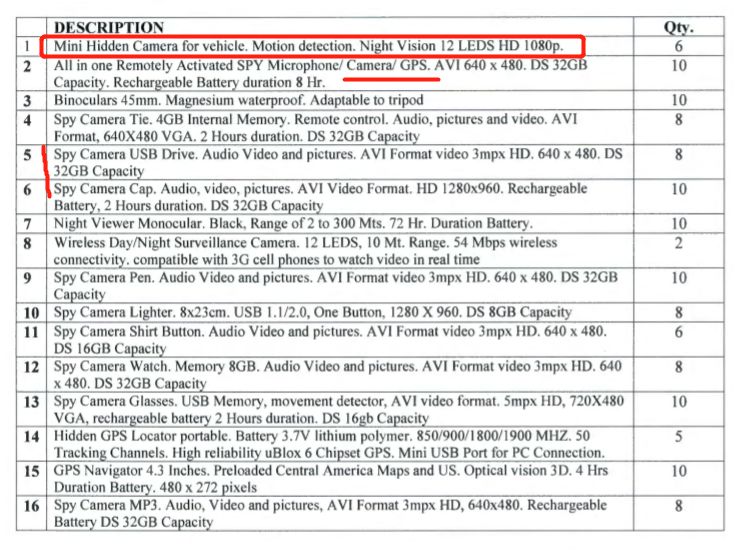 DESCRIPTION Qty.
1 Mini Hidden Camera for vehicle. Motion detection. Night Vision 12 LEDS HD 1080p. 6
2 All in one Remotely Activated SPY Microphone/ Camera/ GPS. AVI 640 x 480. DS 32GB 10
Capacity. Rechargeable Battery duration 8 Hr.
3 Binoculars 45mm. Magnesium waterproof. Adaptable to tripod 10
4 Spy Camera Tie. 4GB Internal Memory. Remote control. Audio, pictures and video. AVI 8
Format, 640X480 VGA. 2 Hours duration. DS 32GB Capacity
5 Spy Camera USB Drive. Audio Video and pictures. AVI Format video 3mpx HD. 640 x 480. DS 8
32GB Capacity
6 Spy Camera Cap. Audio, video, pictures. AVI Video Format. HD 1280x960. Rechargeable 10
Battery, 2 Hours duration. DS 32GB Capacity
7 Night Viewer Monocular. Black, Range of 2 to 300 Mts. 72 Hr. Duration Battery. 10
8 Wireless Day/Night Surveillance Camera. 12 LEDS, 10 Mt. Range. 54 Mbps wireless 2
connectivity. compatible with 3G cell phones to watch video in real time
9 Spy Camera Pen. Audio Video and pictures. AVI Format video 3mpx HD. 640 x 480. DS 32GB 10
Capacity
10 Spy Camera Lighter. 8x23cm. USB 1.1/2.0, One Button, 1280 X 960. DS 8GB Capacity 8
11 Spy Camera Shirt Button. Audio Video and pictures. AVI Format video 3mpx HD. 640 x 480. 6
DS 16GB Capacity
12 Spy Camera Watch. Memory 8GB. Audio Video and pictures. AVI Format video 3mpx HD. 640 8
x 480. DS 32GB Capacity
13 Spy Camera Glasses. USB Memory, movement detector, AVI video format. 5mpx HD, 720X480 10
VGA, rechargeable battery 2 Hours duration. DS 16gb Capacity
14 Hidden GPS Locator portable. Battery 3.7V lithium polymer. 850/900/1800/1900 MHZ. 50 5
Tracking Channels. High reliability uBlox 6 Chipset GPS. Mini USB Port for PC Connection.
15 GPS Navigator 4.3 Inches. Preloaded Central America Maps and US. Optical vision 3D. 4 Hrs 10
Duration Battery. 480 x 272 pixels
16 Spy Camera MP3. Audio, Video and pictures, AVI Format 3mpx HD, 640x480. Rechargeable 8
Battery DS 32GB Capacity